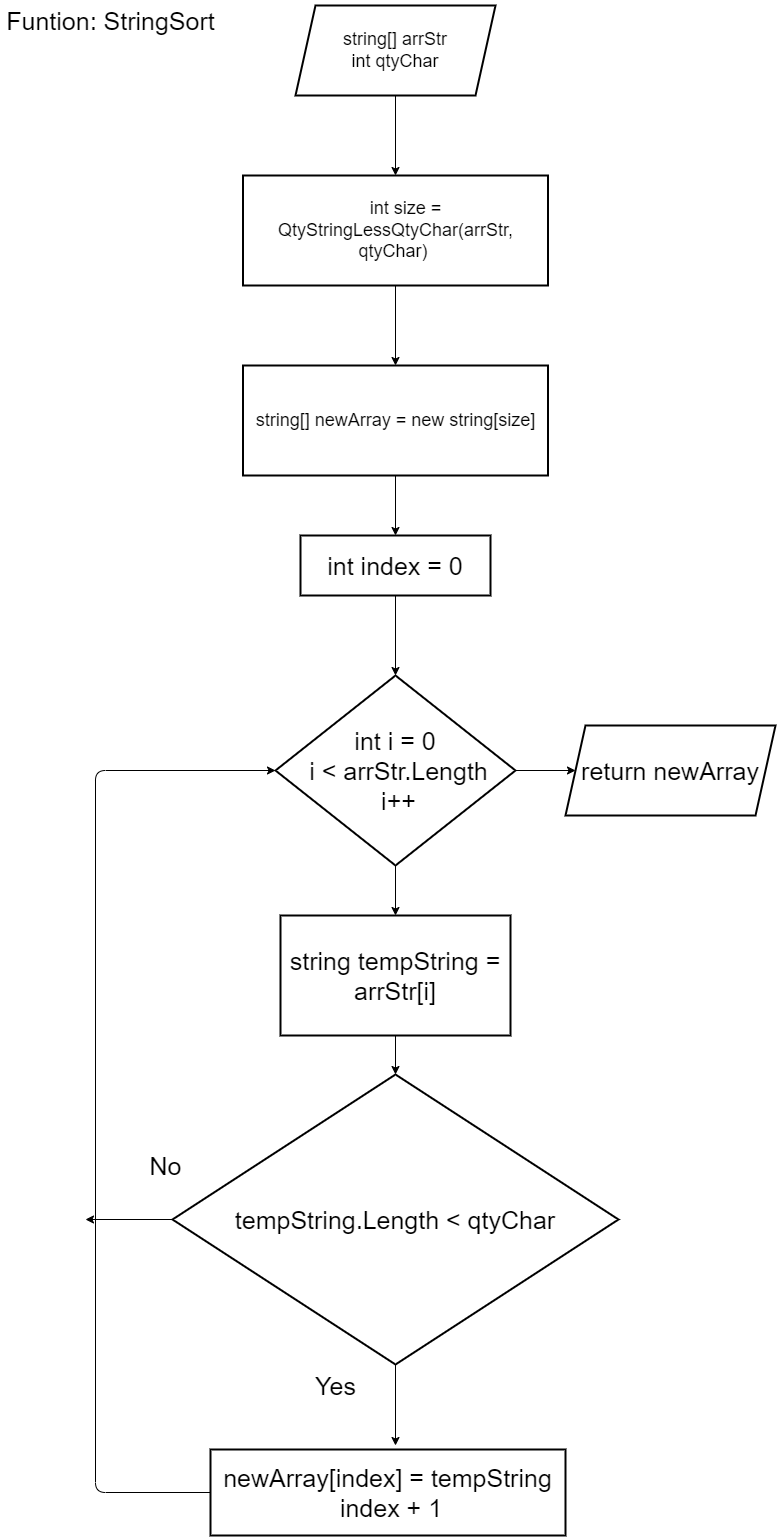 Funtion: StringSort
string[] arrStr
int qtyChar
int size =
QtyStringLessQtyChar(arrStr,
qtyChar)
string[] newArray = new string[size]
int index = 0
int i = 0
i < arrStr.Length
i++
return newArray
string tempString =
arrStr[i]
No
tempString.Length < qtyChar
Yes
newArray[index] = tempString
index + 1